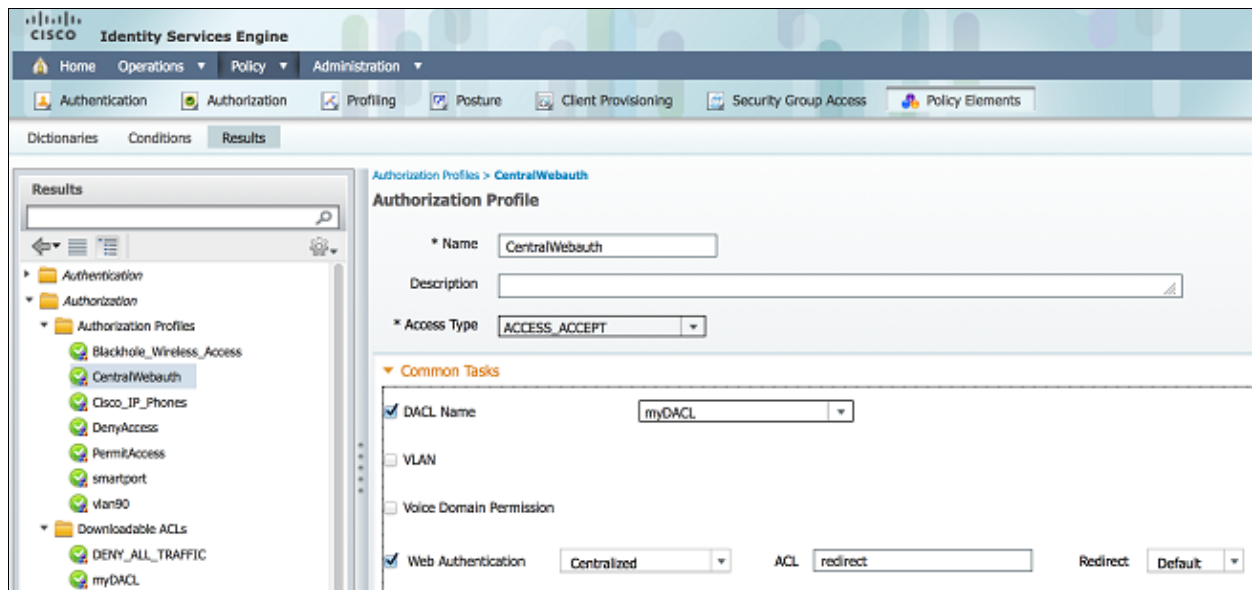 CISCO Identity Services Engine
Home Operations Policy Administration
Authentication Authorization Profiling Posture Client Provisioning Security Group Access Policy Elements
Dictionaries Conditions Results
Results
Authentication
Authorization
Authorization Profiles
Blackhole_Wireless_Access
CentralWebauth
Cisco_IP_Phones
DenyAccess
PermitAccess
smartport
vlan90
Downloadable ACLs
DENY_ALL_TRAFFIC
myDACL
Authorization Profiles > CentralWebauth
Authorization Profile
* Name CentralWebauth
Description
* Access Type ACCESS_ACCEPT
Common Tasks
DACL Name myDACL
VLAN
Voice Domain Permission
Web Authentication Centralized ACL redirect Redirect Default